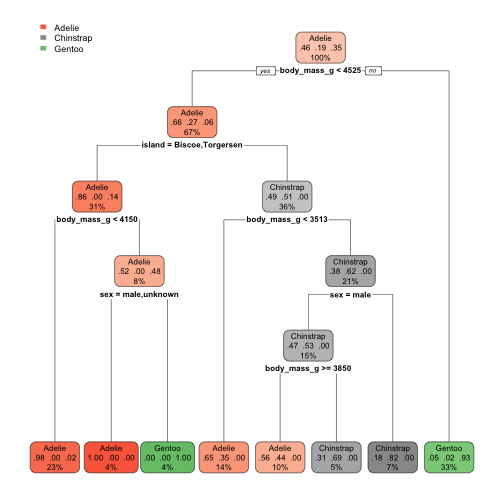 Adelie
Chinstrap
Gentoo
Adelie
.46 .19 .35
100%
yes body_mass_g < 4525 no
Adelie
.66 .27 .06
67%
island = Biscoe,Torgersen
Adelie
.86 .00 .14
31%
body_mass_g < 4150
Chinstrap
.49 .51 .00
36%
body_mass_g < 3513
Adelie
.52 .00 .48
8%
sex = male,unknown
Chinstrap
.38 .62 .00
21%
sex = male
Chinstrap
.47 .53 .00
15%
body_mass_g >= 3850
Adelie
.98 .00 .02
23%
Adelie
1.00 .00 .00
4%
Gentoo
.00 .00 1.00
4%
Adelie
.65 .35 .00
14%
Adelie
.56 .44 .00
10%
Chinstrap
.31 .69 .00
5%
Chinstrap
.18 .82 .00
7%
Gentoo
.05 .02 .93
33%